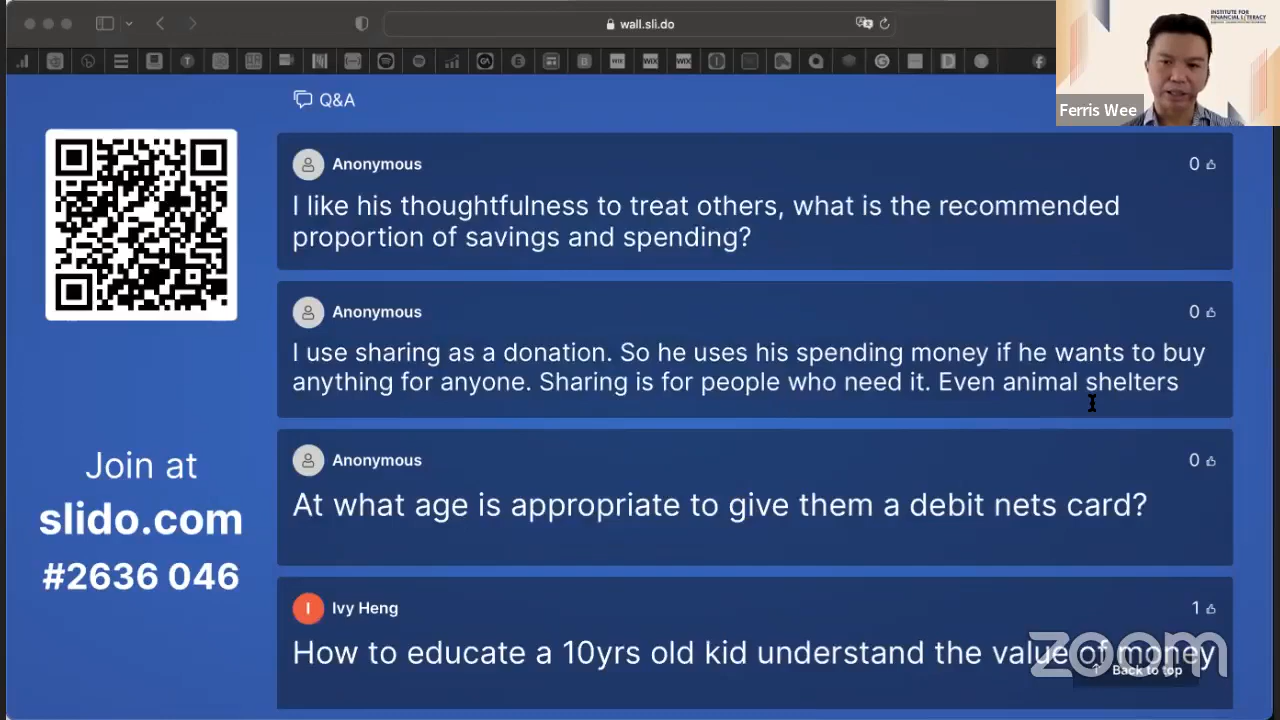 wall.sli.do
INSTITUTE FOR
FINANCIAL LITERACY
Ferris Wee
Q&A
Anonymous
0
I like his thoughtfulness to treat others, what is the recommended
proportion of savings and spending?
Anonymous
0
I use sharing as a donation. So he uses his spending money if he wants to buy
anything for anyone. Sharing is for people who need it. Even animal shelters
Anonymous
0
At what age is appropriate to give them a debit nets card?
I
Ivy Heng
1
How to educate a 10yrs old kid understand the value of money
Back to top
Join at
slido.com
#2636 046
zoom